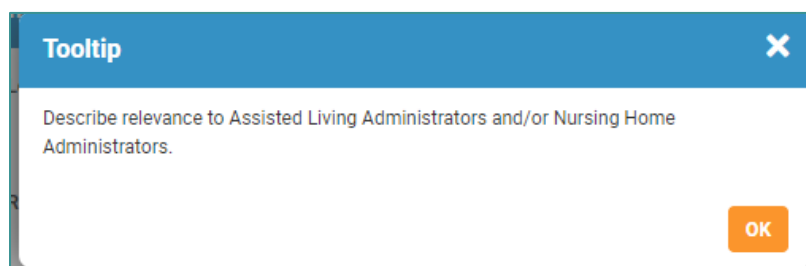 Tooltip
Describe relevance to Assisted Living Administrators and/or Nursing Home
Administrators.
OK